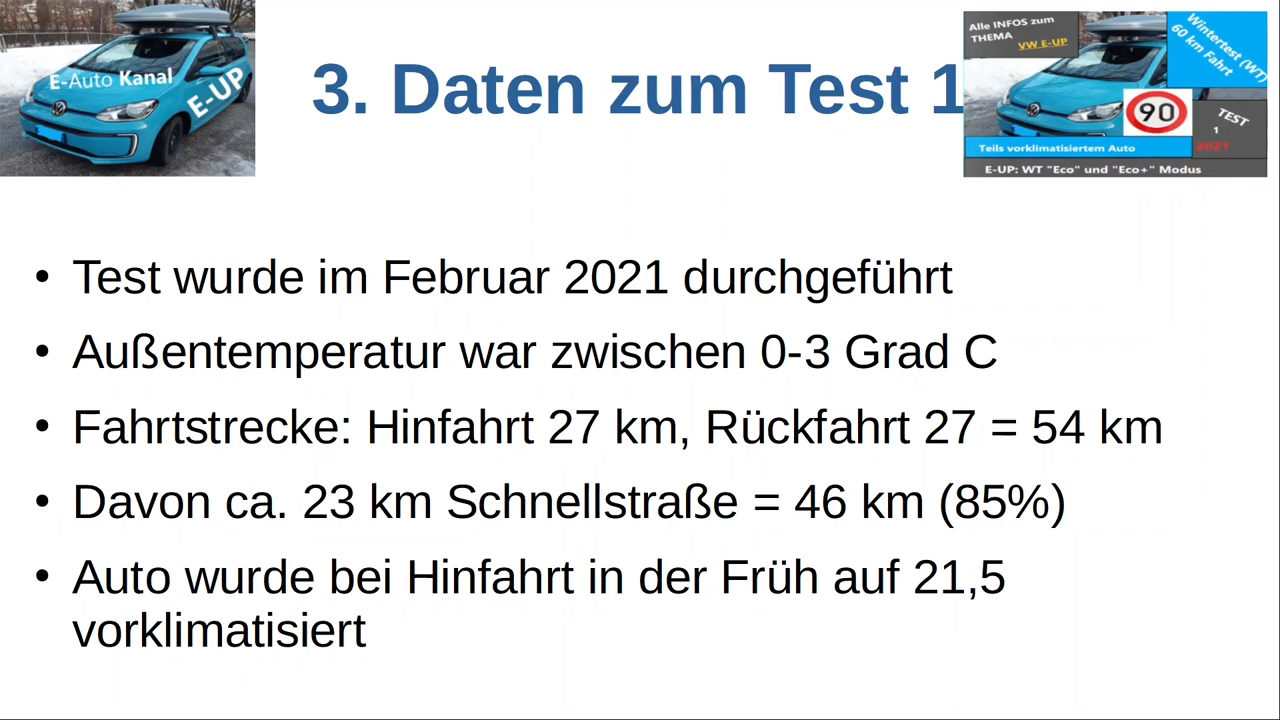 E-Auto Kanal
E-UP
3. Daten zum Test 1
Alle INFOS zum
THEMA
VW E-UP
Wintertest (WT)
60 km Fahrt
90
TEST
1
2021
Teils vorklimatisiertem Auto
E-UP: WT "Eco" und "Eco+" Modus
• Test wurde im Februar 2021 durchgeführt
• Außentemperatur war zwischen 0-3 Grad C
• Fahrtstrecke: Hinfahrt 27 km, Rückfahrt 27 = 54 km
• Davon ca. 23 km Schnellstraße = 46 km (85%)
• Auto wurde bei Hinfahrt in der Früh auf 21,5
vorklimatisiert